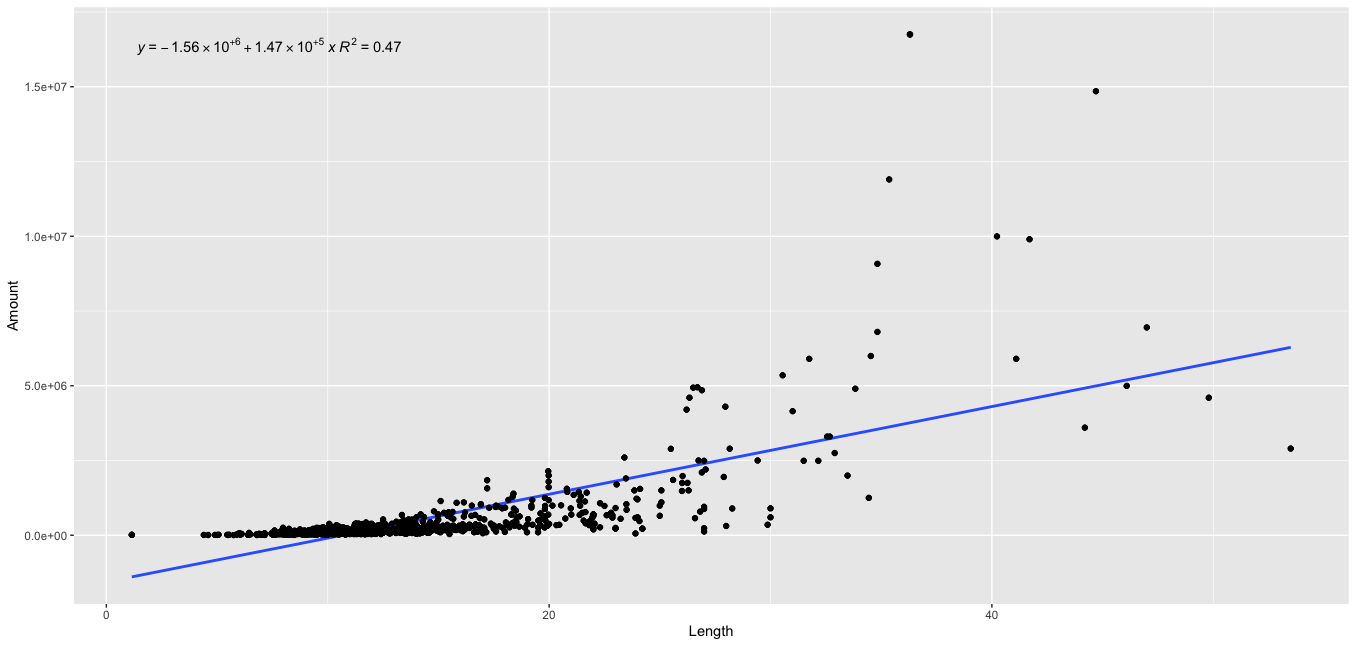 y = − 1.56 × 10⁺⁶ + 1.47 × 10⁺⁵ x R² = 0.47
1.5e+07
1.0e+07
5.0e+06
0.0e+00
Amount
0 20 40
Length